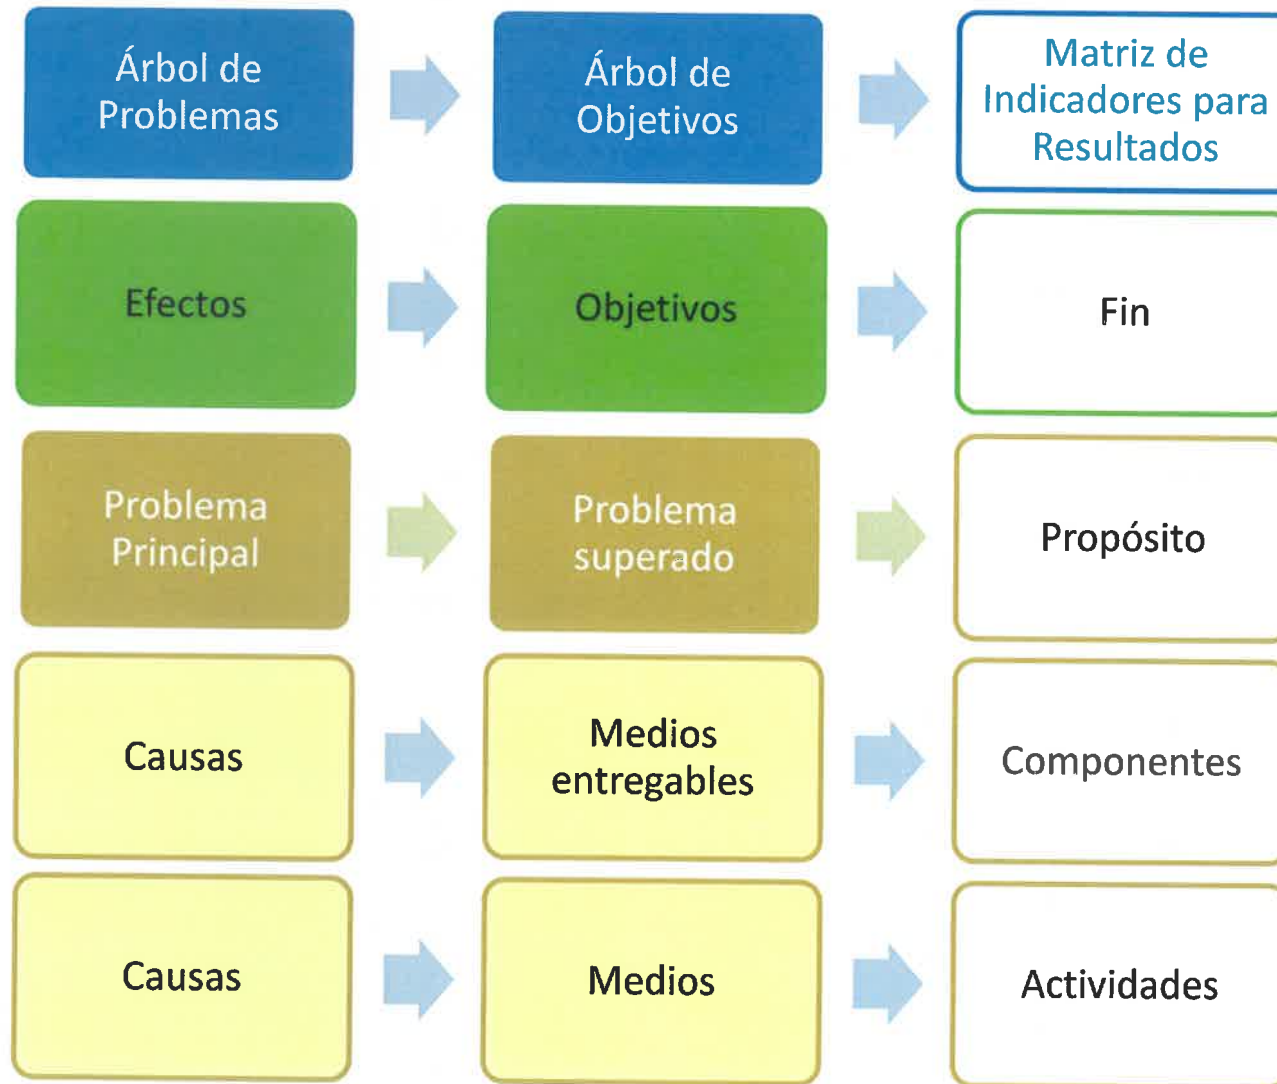 Árbol de
Problemas
Árbol de
Objetivos
Matriz de
Indicadores para
Resultados
Efectos
Objetivos
Fin
Problema
Principal
Problema
superado
Propósito
Causas
Medios
entregables
Componentes
Causas
Medios
Actividades